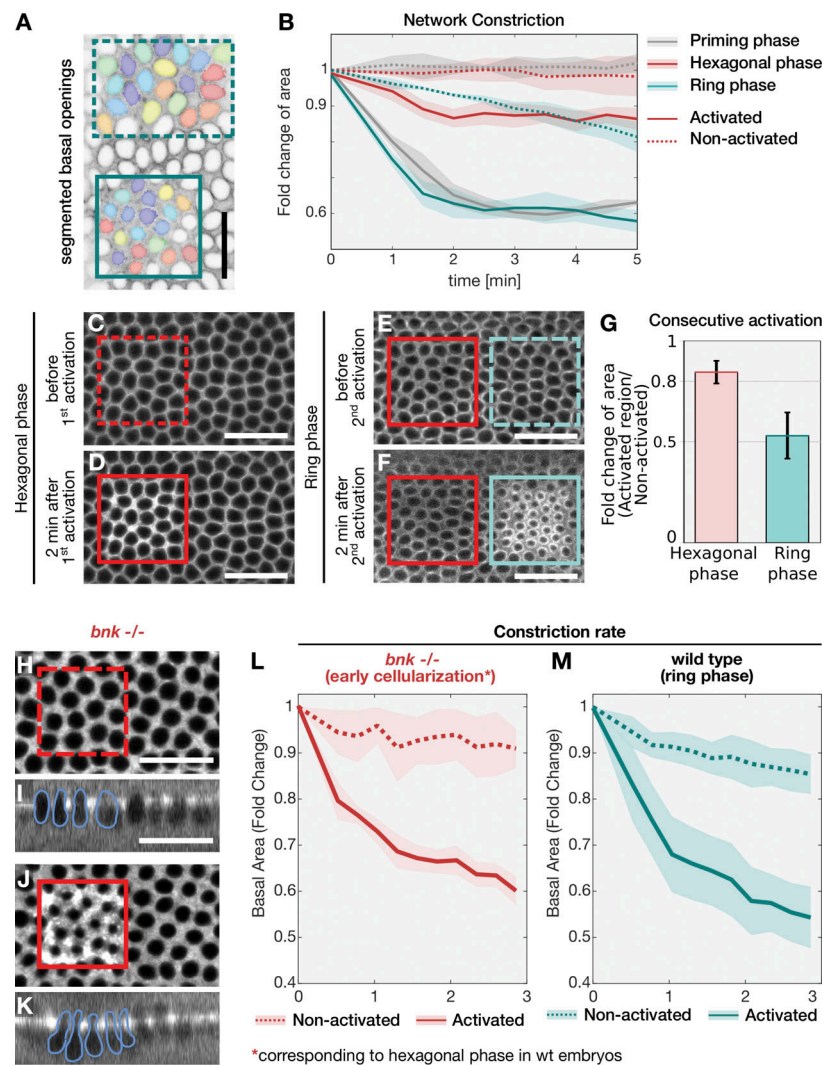 A
segmented basal openings
B
Network Constriction
Fold change of area
1
0.9
0.6
0
1
2
3
4
5
time [min]
Priming phase
Hexagonal phase
Ring phase
Activated
Non-activated
Hexagonal phase
before
1st activation
C
2 min after
1st activation
D
Ring phase
before
2nd activation
E
2 min after
2nd activation
F
G
Consecutive activation
Fold change of area
(Activated region/
Non-activated)
1
0.8
0.5
0
Hexagonal
phase
Ring
phase
bnk -/-
H
I
J
K
Constriction rate
L
bnk -/-
(early cellularization*)
Basal Area (Fold Change)
1
0.9
0.8
0.7
0.6
0.5
0.4
0
1
2
3
Non-activated
Activated
M
wild type
(ring phase)
Basal Area (Fold Change)
1
0.9
0.8
0.7
0.6
0.5
0.4
0
1
2
3
Non-activated
Activated
*corresponding to hexagonal phase in wt embryos